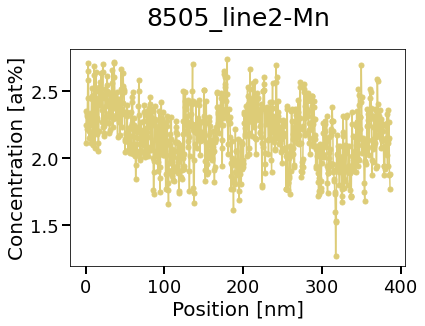 8505_line2-Mn
Concentration [at%]
2.5
2.0
1.5
0 100 200 300 400
Position [nm]